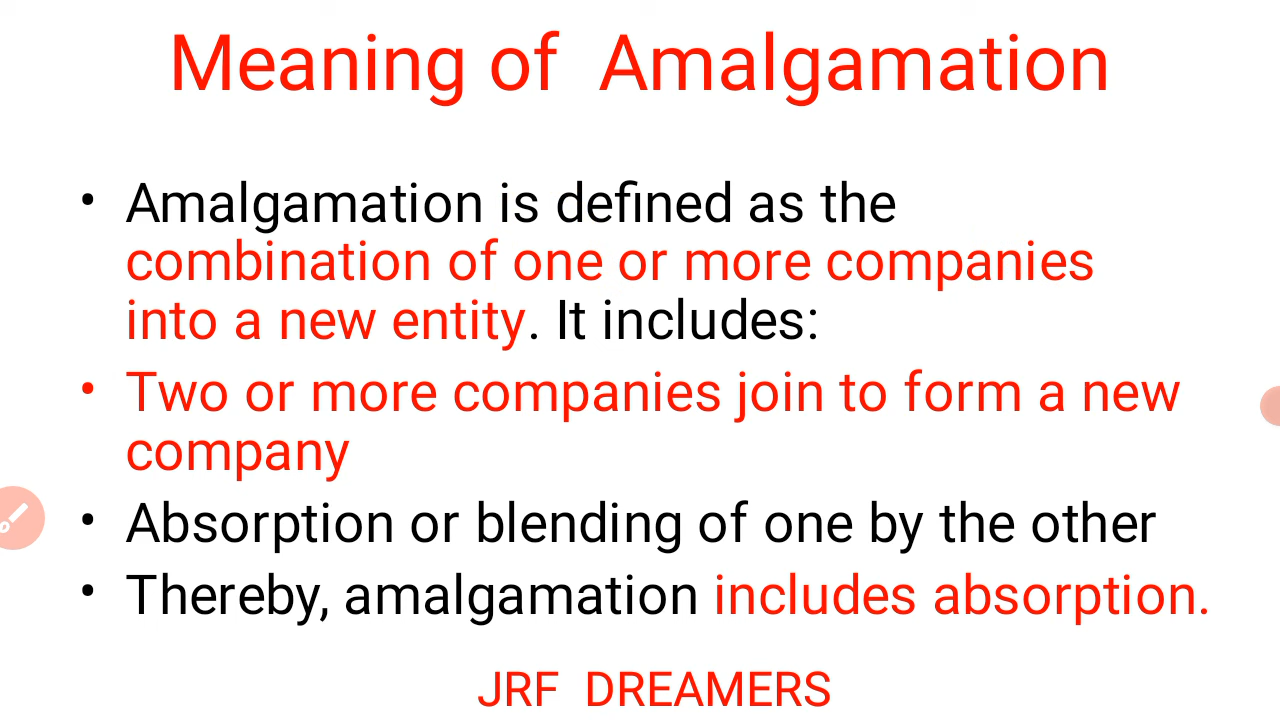 Meaning of Amalgamation
• Amalgamation is defined as the
combination of one or more companies
into a new entity. It includes:
• Two or more companies join to form a new
company
• Absorption or blending of one by the other
• Thereby, amalgamation includes absorption.
JRF DREAMERS